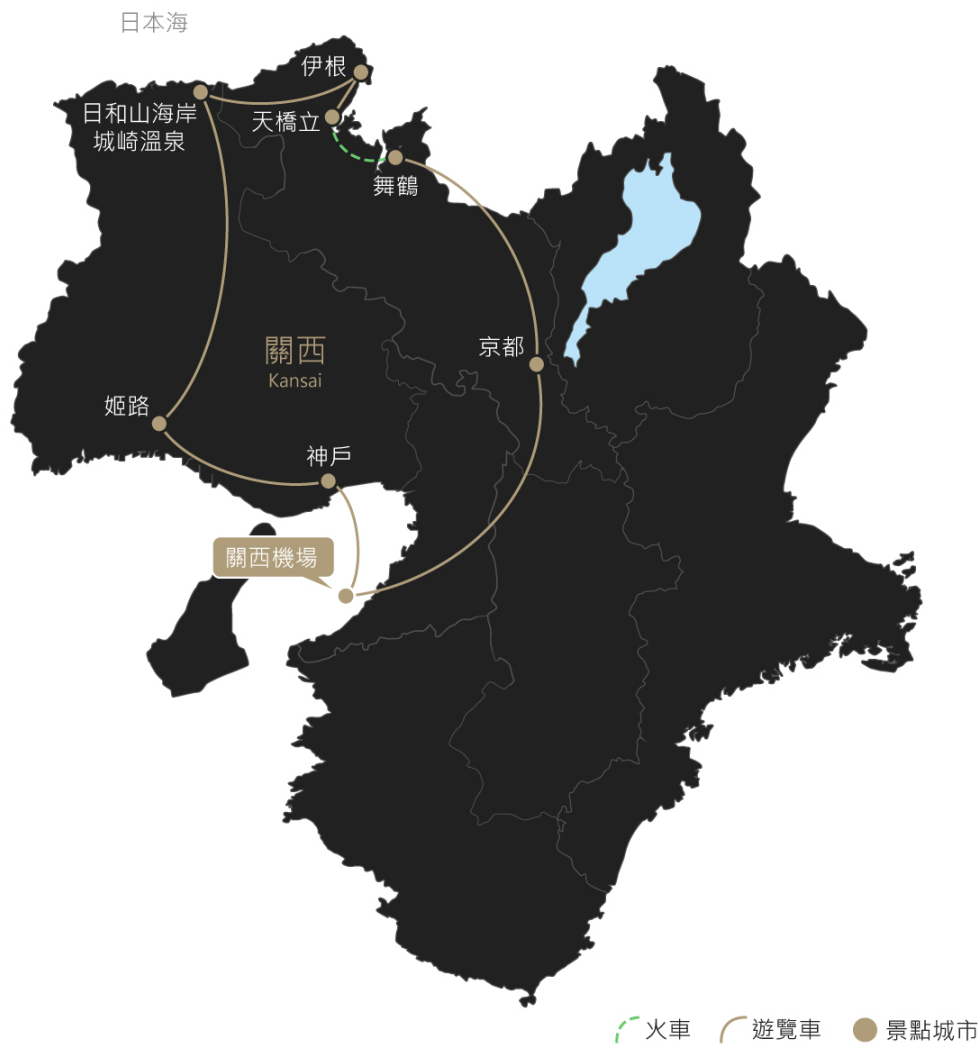 日本海
伊根
日和山海岸
城崎溫泉
天橋立
舞鶴
京都
關西
Kansai
姬路
神戶
關西機場
火車
遊覽車
景點城市